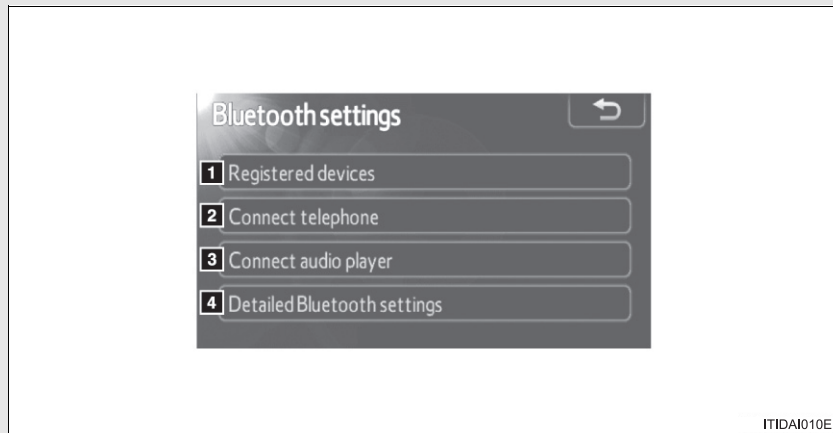 Bluetooth settings
1 Registered devices
2 Connect telephone
3 Connect audio player
4 Detailed Bluetooth settings
ITIDAI010E